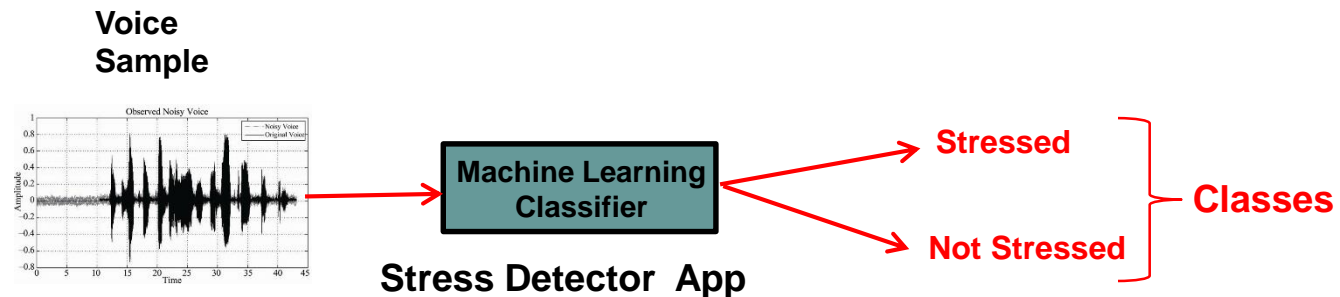 Voice
Sample
Observed Noisy Voice
Noisy Voice
Original Voice
1
0.8
0.6
0.4
0.2
0
−0.2
−0.4
−0.6
−0.8
Amplitude
0 5 10 15 20 25 30 35 40 45
Time
Machine Learning
Classifier
Stress Detector App
Stressed
Not Stressed
Classes